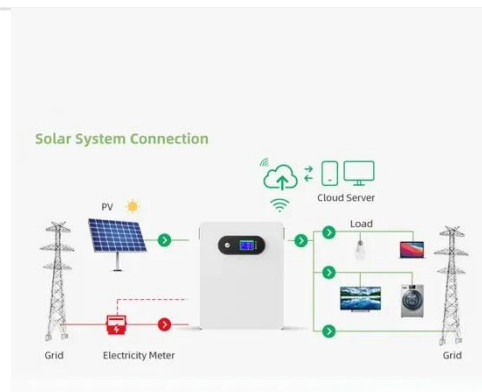 Solar System Connection
Cloud Server
PV
Load
Grid
Electricity Meter
Grid